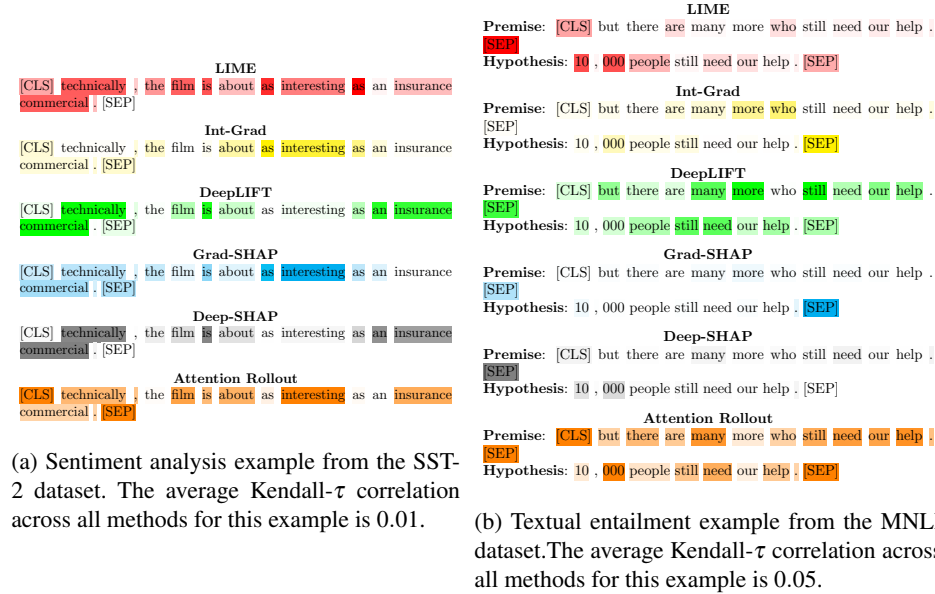 LIME
[CLS] technically , the film is about as interesting as an insurance
commercial . [SEP]
Int-Grad
[CLS] technically , the film is about as interesting as an insurance
commercial . [SEP]
DeepLIFT
[CLS] technically , the film is about as interesting as an insurance
commercial . [SEP]
Grad-SHAP
[CLS] technically , the film is about as interesting as an insurance
commercial . [SEP]
Deep-SHAP
[CLS] technically , the film is about as interesting as an insurance
commercial . [SEP]
Attention Rollout
[CLS] technically , the film is about as interesting as an insurance
commercial . [SEP]
(a) Sentiment analysis example from the SST-
2 dataset. The average Kendall-τ correlation
across all methods for this example is 0.01.
LIME
Premise: [CLS] but there are many more who still need our help .
[SEP]
Hypothesis: 10 , 000 people still need our help . [SEP]
Int-Grad
Premise: [CLS] but there are many more who still need our help .
[SEP]
Hypothesis: 10 , 000 people still need our help . [SEP]
DeepLIFT
Premise: [CLS] but there are many more who still need our help .
[SEP]
Hypothesis: 10 , 000 people still need our help . [SEP]
Grad-SHAP
Premise: [CLS] but there are many more who still need our help .
[SEP]
Hypothesis: 10 , 000 people still need our help . [SEP]
Deep-SHAP
Premise: [CLS] but there are many more who still need our help .
[SEP]
Hypothesis: 10 , 000 people still need our help . [SEP]
Attention Rollout
Premise: [CLS] but there are many more who still need our help .
[SEP]
Hypothesis: 10 , 000 people still need our help . [SEP]
(b) Textual entailment example from the MNL
dataset.The average Kendall-τ correlation across
all methods for this example is 0.05.